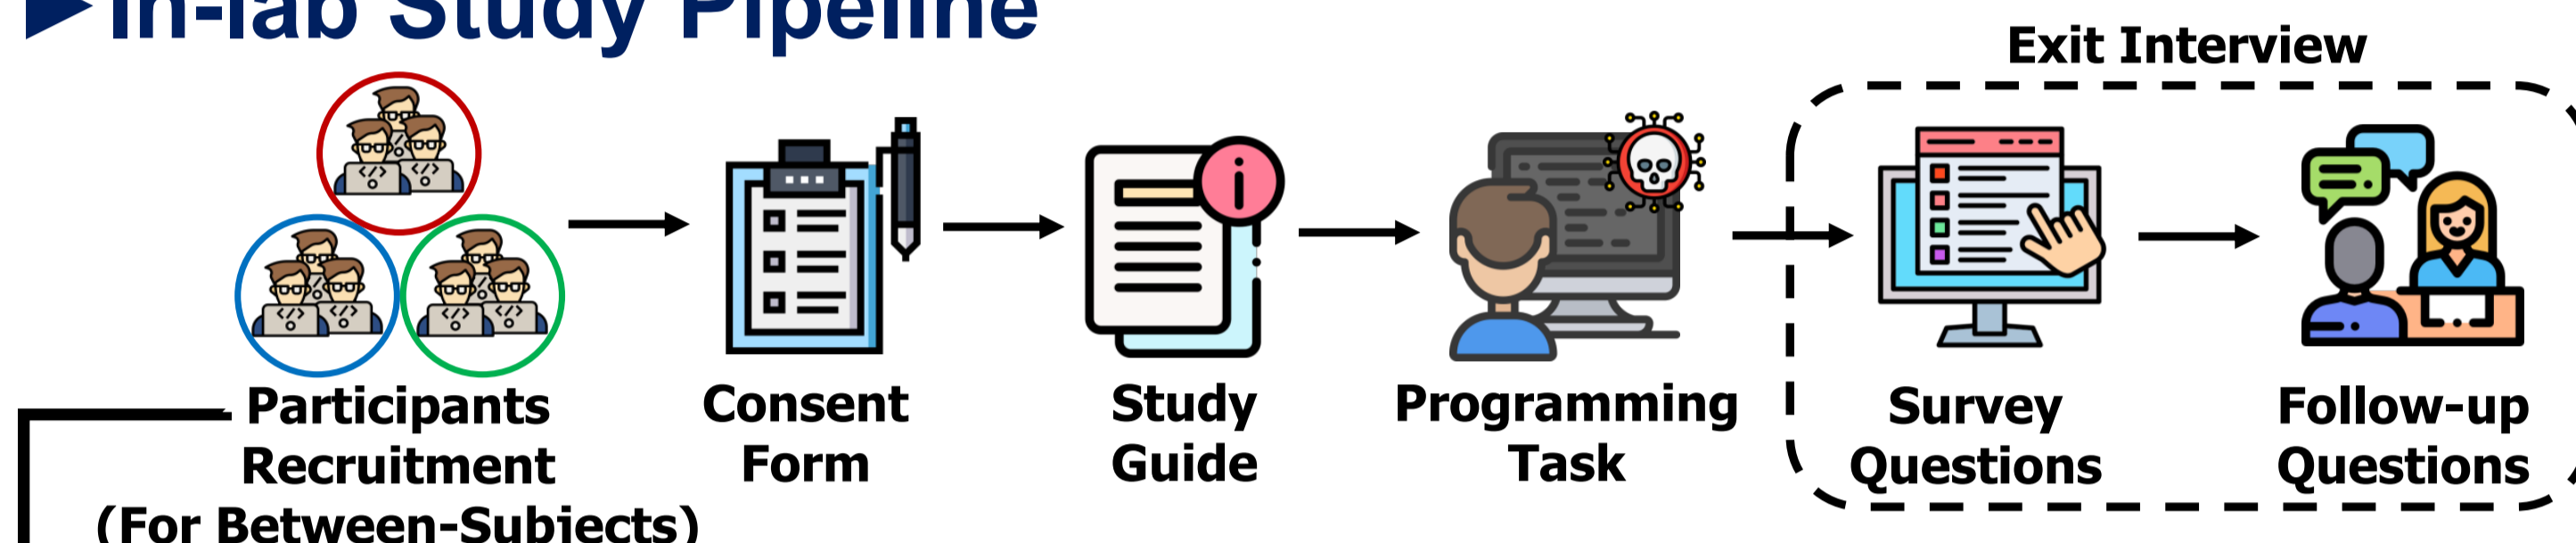 In-lab Study Pipeline
Exit Interview
Participants
Recruitment
(For Between-Subjects)
Consent
Form
Study
Guide
Programming
Task
Survey
Questions
Follow-up
Questions